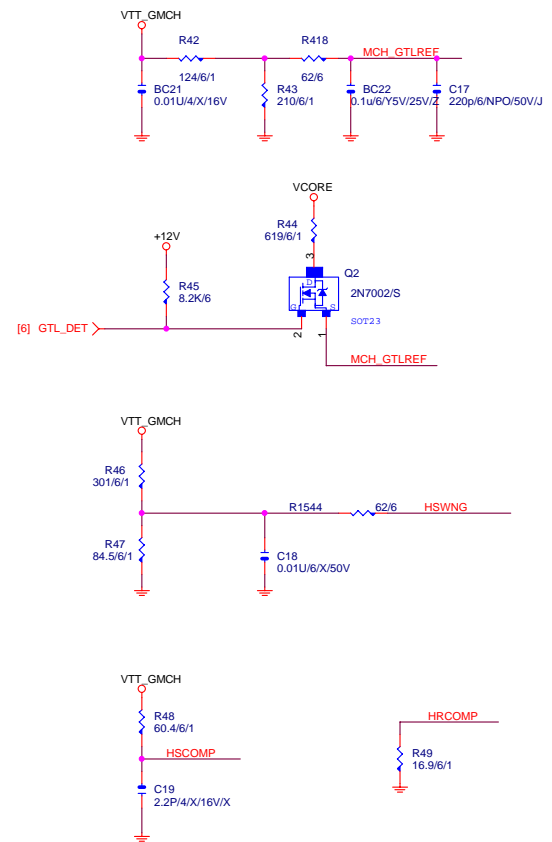 VTT_GMCH
R42
124/6/1
R418
62/6
MCH_GTLREF
BC21
0.01U/4/X/16V
R43
210/6/1
BC22
0.1u/6/Y5V/25V/Z
C17
220p/6/NPO/50V/J
VCORE
R44
619/6/1
+12V
R45
8.2K/6
3
Q2
2N7002/S
D
G
S
SOT23
[6] GTL_DET
2
1
MCH_GTLREF
VTT_GMCH
R46
301/6/1
R1544
62/6
HSWNG
R47
84.5/6/1
C18
0.01U/6/X/50V
VTT_GMCH
R48
60.4/6/1
HSCOMP
C19
2.2P/4/X/16V/X
HRCOMP
R49
16.9/6/1